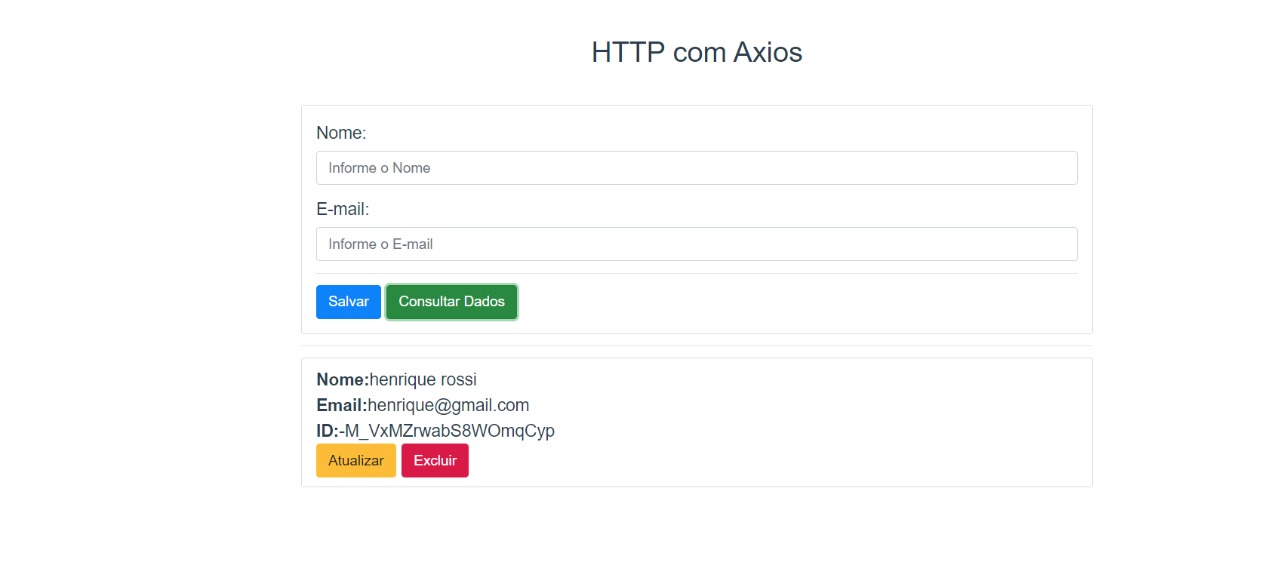 HTTP com Axios
Nome:
Informe o Nome
E-mail:
Informe o E-mail
Salvar Consultar Dados
Nome:henrique rossi
Email:henrique@gmail.com
ID:-M_VxMZrwabS8WOmqCyp
Atualizar Excluir